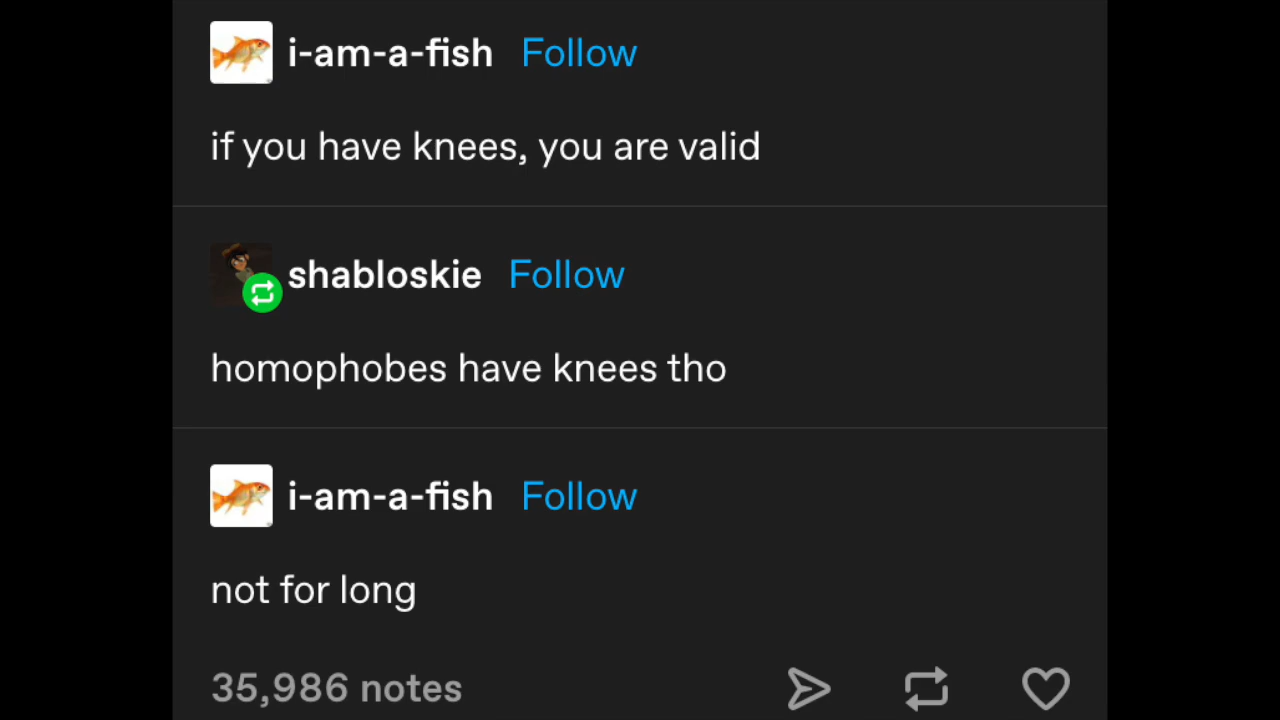 i-am-a-fish Follow
if you have knees, you are valid
shabloskie Follow
homophobes have knees tho
i-am-a-fish Follow
not for long
35,986 notes